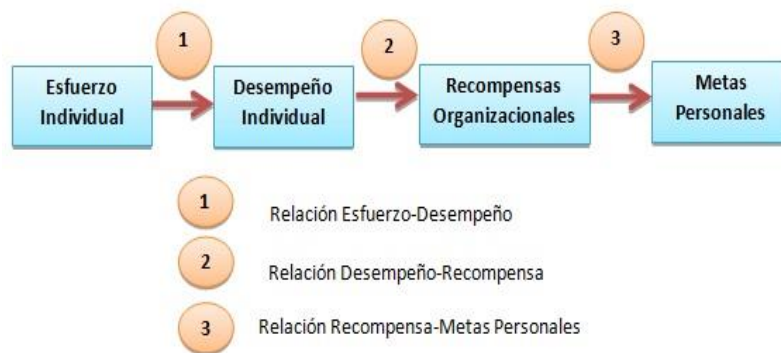 1
2
3
Esfuerzo
Individual
Desempeño
Individual
Recompensas
Organizacionales
Metas
Personales
1
Relación Esfuerzo-Desempeño
2
Relación Desempeño-Recompensa
3
Relación Recompensa-Metas Personales